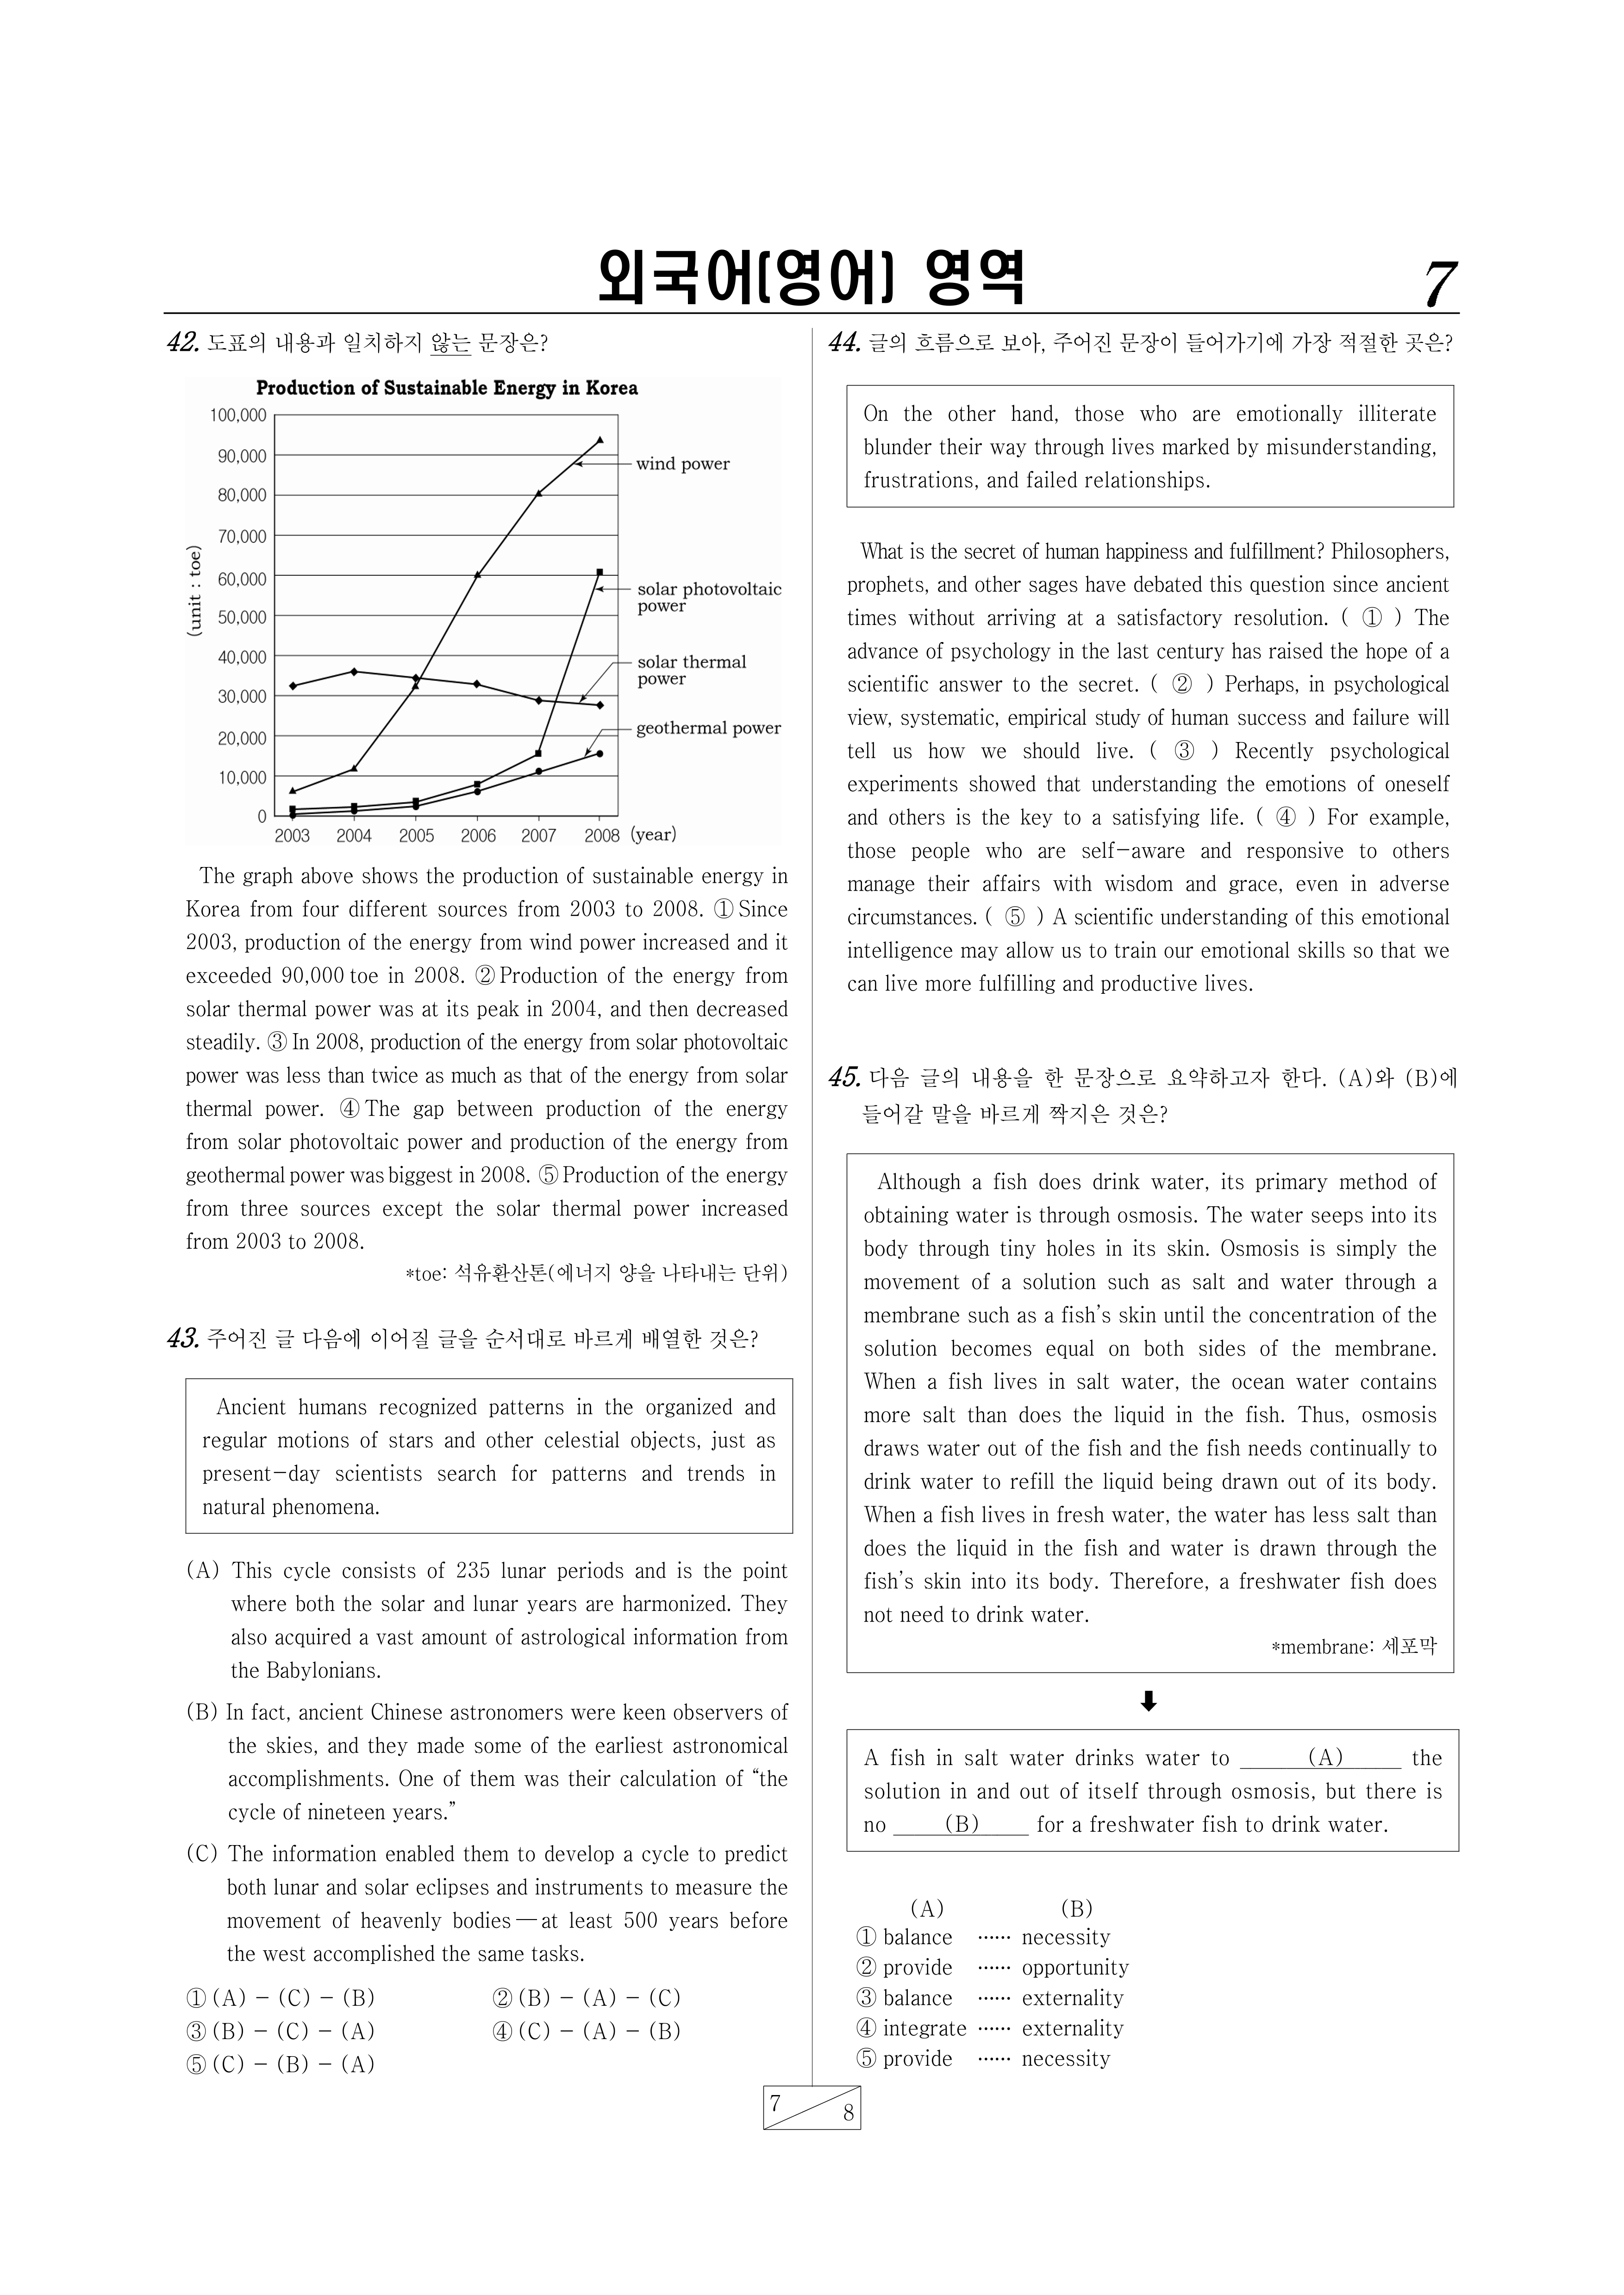 외국어(영어) 영역
7
42. 도표의 내용과 일치하지 않는 문장은?
Production of Sustainable Energy in Korea
(unit : toe)
100,000
90,000
80,000
70,000
60,000
50,000
40,000
30,000
20,000
10,000
0
2003 2004 2005 2006 2007 2008 (year)
wind power
solar photovoltaic
power
solar thermal
power
geothermal power
The graph above shows the production of sustainable energy in
Korea from four different sources from 2003 to 2008. ① Since
2003, production of the energy from wind power increased and it
exceeded 90,000 toe in 2008. ② Production of the energy from
solar thermal power was at its peak in 2004, and then decreased
steadily. ③ In 2008, production of the energy from solar photovoltaic
power was less than twice as much as that of the energy from solar
thermal power. ④ The gap between production of the energy
from solar photovoltaic power and production of the energy from
geothermal power was biggest in 2008. ⑤ Production of the energy
from three sources except the solar thermal power increased
from 2003 to 2008.
*toe: 석유환산톤(에너지 양을 나타내는 단위)
43. 주어진 글 다음에 이어질 글을 순서대로 바르게 배열한 것은?
Ancient humans recognized patterns in the organized and
regular motions of stars and other celestial objects, just as
present-day scientists search for patterns and trends in
natural phenomena.
(A) This cycle consists of 235 lunar periods and is the point
where both the solar and lunar years are harmonized. They
also acquired a vast amount of astrological information from
the Babylonians.
(B) In fact, ancient Chinese astronomers were keen observers of
the skies, and they made some of the earliest astronomical
accomplishments. One of them was their calculation of “the
cycle of nineteen years.”
(C) The information enabled them to develop a cycle to predict
both lunar and solar eclipses and instruments to measure the
movement of heavenly bodies — at least 500 years before
the west accomplished the same tasks.
① (A) - (C) - (B) ② (B) - (A) - (C)
③ (B) - (C) - (A) ④ (C) - (A) - (B)
⑤ (C) - (B) - (A)
44. 글의 흐름으로 보아, 주어진 문장이 들어가기에 가장 적절한 곳은?
On the other hand, those who are emotionally illiterate
blunder their way through lives marked by misunderstanding,
frustrations, and failed relationships.
What is the secret of human happiness and fulfillment? Philosophers,
prophets, and other sages have debated this question since ancient
times without arriving at a satisfactory resolution. ( ① ) The
advance of psychology in the last century has raised the hope of a
scientific answer to the secret. ( ② ) Perhaps, in psychological
view, systematic, empirical study of human success and failure will
tell us how we should live. ( ③ ) Recently psychological
experiments showed that understanding the emotions of oneself
and others is the key to a satisfying life. ( ④ ) For example,
those people who are self-aware and responsive to others
manage their affairs with wisdom and grace, even in adverse
circumstances. ( ⑤ ) A scientific understanding of this emotional
intelligence may allow us to train our emotional skills so that we
can live more fulfilling and productive lives.
45. 다음 글의 내용을 한 문장으로 요약하고자 한다. (A)와 (B)에
들어갈 말을 바르게 짝지은 것은?
Although a fish does drink water, its primary method of
obtaining water is through osmosis. The water seeps into its
body through tiny holes in its skin. Osmosis is simply the
movement of a solution such as salt and water through a
membrane such as a fish’s skin until the concentration of the
solution becomes equal on both sides of the membrane.
When a fish lives in salt water, the ocean water contains
more salt than does the liquid in the fish. Thus, osmosis
draws water out of the fish and the fish needs continually to
drink water to refill the liquid being drawn out of its body.
When a fish lives in fresh water, the water has less salt than
does the liquid in the fish and water is drawn through the
fish’s skin into its body. Therefore, a freshwater fish does
not need to drink water.
*membrane: 세포막
A fish in salt water drinks water to ____(A)____ the
solution in and out of itself through osmosis, but there is
no ____(B)____ for a freshwater fish to drink water.
(A) (B)
① balance …… necessity
② provide …… opportunity
③ balance …… externality
④ integrate …… externality
⑤ provide …… necessity
7
8